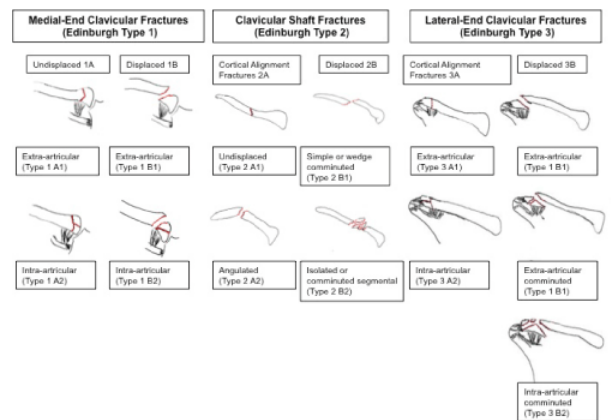 Medial-End Clavicular Fractures
(Edinburgh Type 1)
Clavicular Shaft Fractures
(Edinburgh Type 2)
Lateral-End Clavicular Fractures
(Edinburgh Type 3)
Undisplaced 1A
Displaced 1B
Cortical Alignment
Fractures 2A
Displaced 2B
Cortical Alignment
Fractures 3A
Displaced 3B
Extra-artricular
(Type 1 A1)
Extra-artricular
(Type 1 B1)
Undisplaced
(Type 2 A1)
Simple or wedge
comminuted
(Type 2 B1)
Extra-artricular
(Type 3 A1)
Extra-artricular
(Type 1 B1)
Intra-articular
(Type 1 A2)
Intra-articular
(Type 1 B2)
Angulated
(Type 2 A2)
Isolated or
comminuted segmental
(Type 2 B2)
Intra-articular
(Type 3 A2)
Extra-articular
comminuted
(Type 1 B1)
Intra-articular
comminuted
(Type 3 B2)